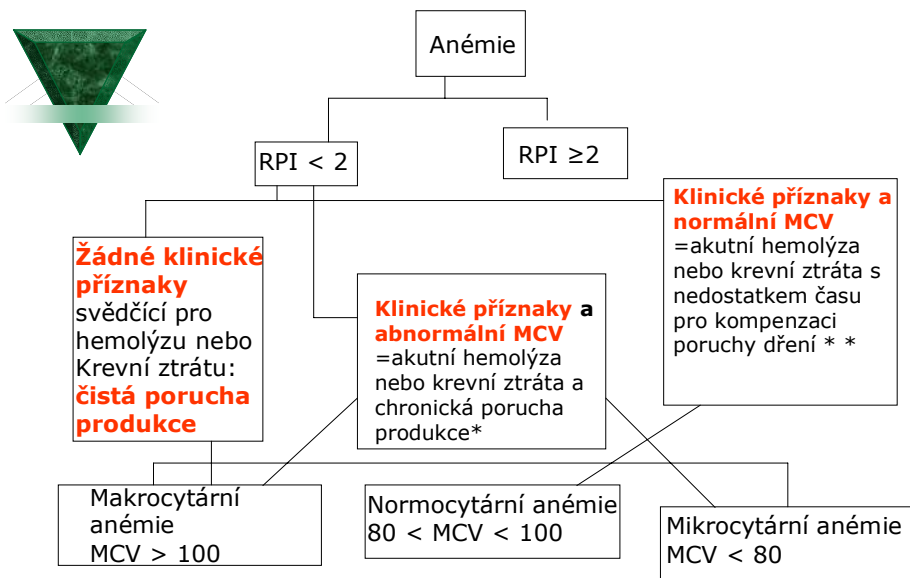 Anémie
RPI < 2
RPI ≥2
Žádné klinické
příznaky
svědčící pro
hemolýzu nebo
Krevní ztrátu:
čistá porucha
produkce
Klinické příznaky a
abnormální MCV
=akutní hemolýza
nebo krevní ztráta a
chronická porucha
produkce*
Klinické příznaky a
normální MCV
=akutní hemolýza
nebo krevní ztráta s
nedostatkem času
pro kompenzaci
poruchy dření * *
Makrocytární
anémie
MCV > 100
Normocytární anémie
80 < MCV < 100
Mikrocytární anémie
MCV < 80